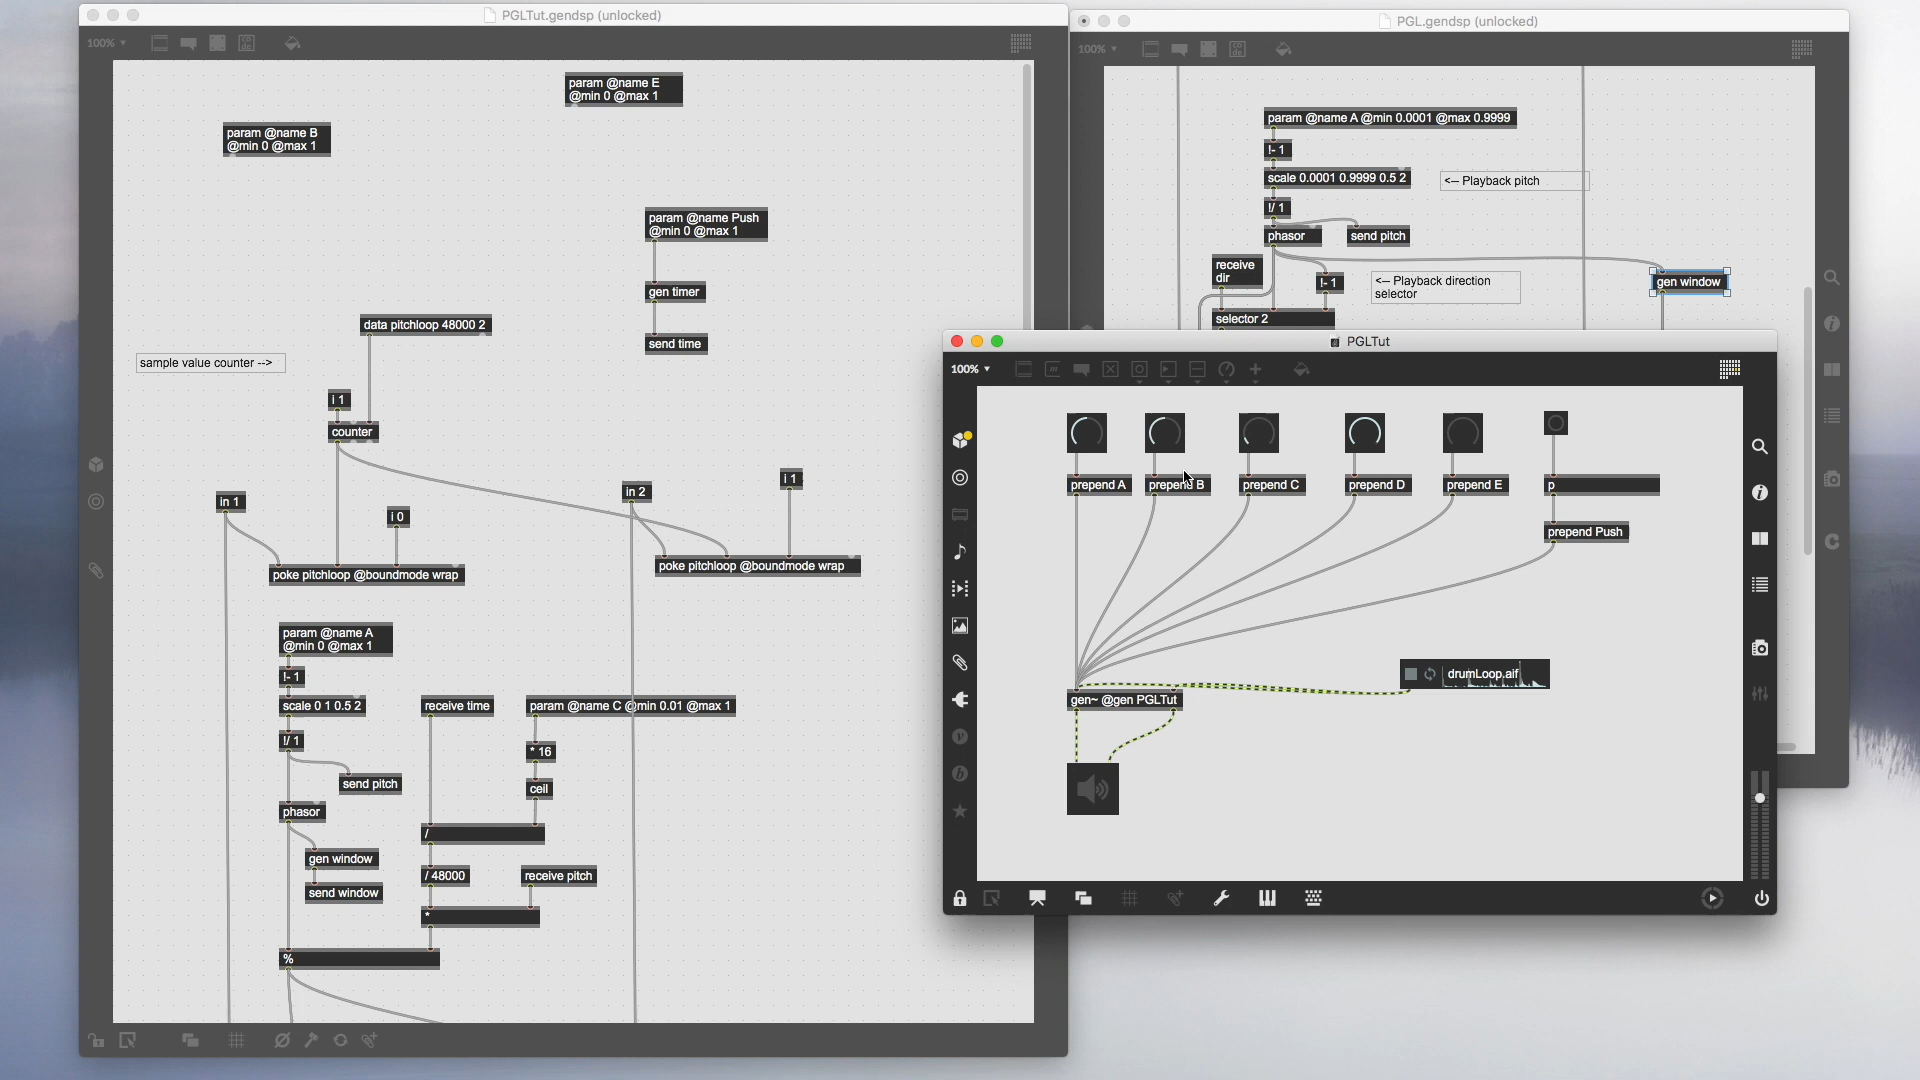 PGLTut.gendsp (unlocked)
100%
param @name E
@min 0 @max 1
param @name B
@min 0 @max 1
param @name Push
@min 0 @max 1
gen timer
send time
data pitchloop 48000 2
sample value counter -->
i 1
counter
in 1
i 0
in 2
i 1
poke pitchloop @boundmode wrap
poke pitchloop @boundmode wrap
param @name A
@min 0 @max 1
!- 1
scale 0 1 0.5 2
receive time
param @name C @min 0.01 @max 1
!/ 1
* 16
send pitch
ceil
phasor
/
gen window
/ 48000
receive pitch
send window
*
%
PGL.gendsp (unlocked)
100%
param @name A @min 0.0001 @max 0.9999
!- 1
scale 0.0001 0.9999 0.5 2
<-- Playback pitch
!/ 1
phasor
send pitch
receive
dir
!- 1
<-- Playback direction
selector
gen window
selector 2
PGLTut
100%
prepend A
prepend B
prepend C
prepend D
prepend E
p
prepend Push
drumLoop.aif
gen~ @gen PGLTut